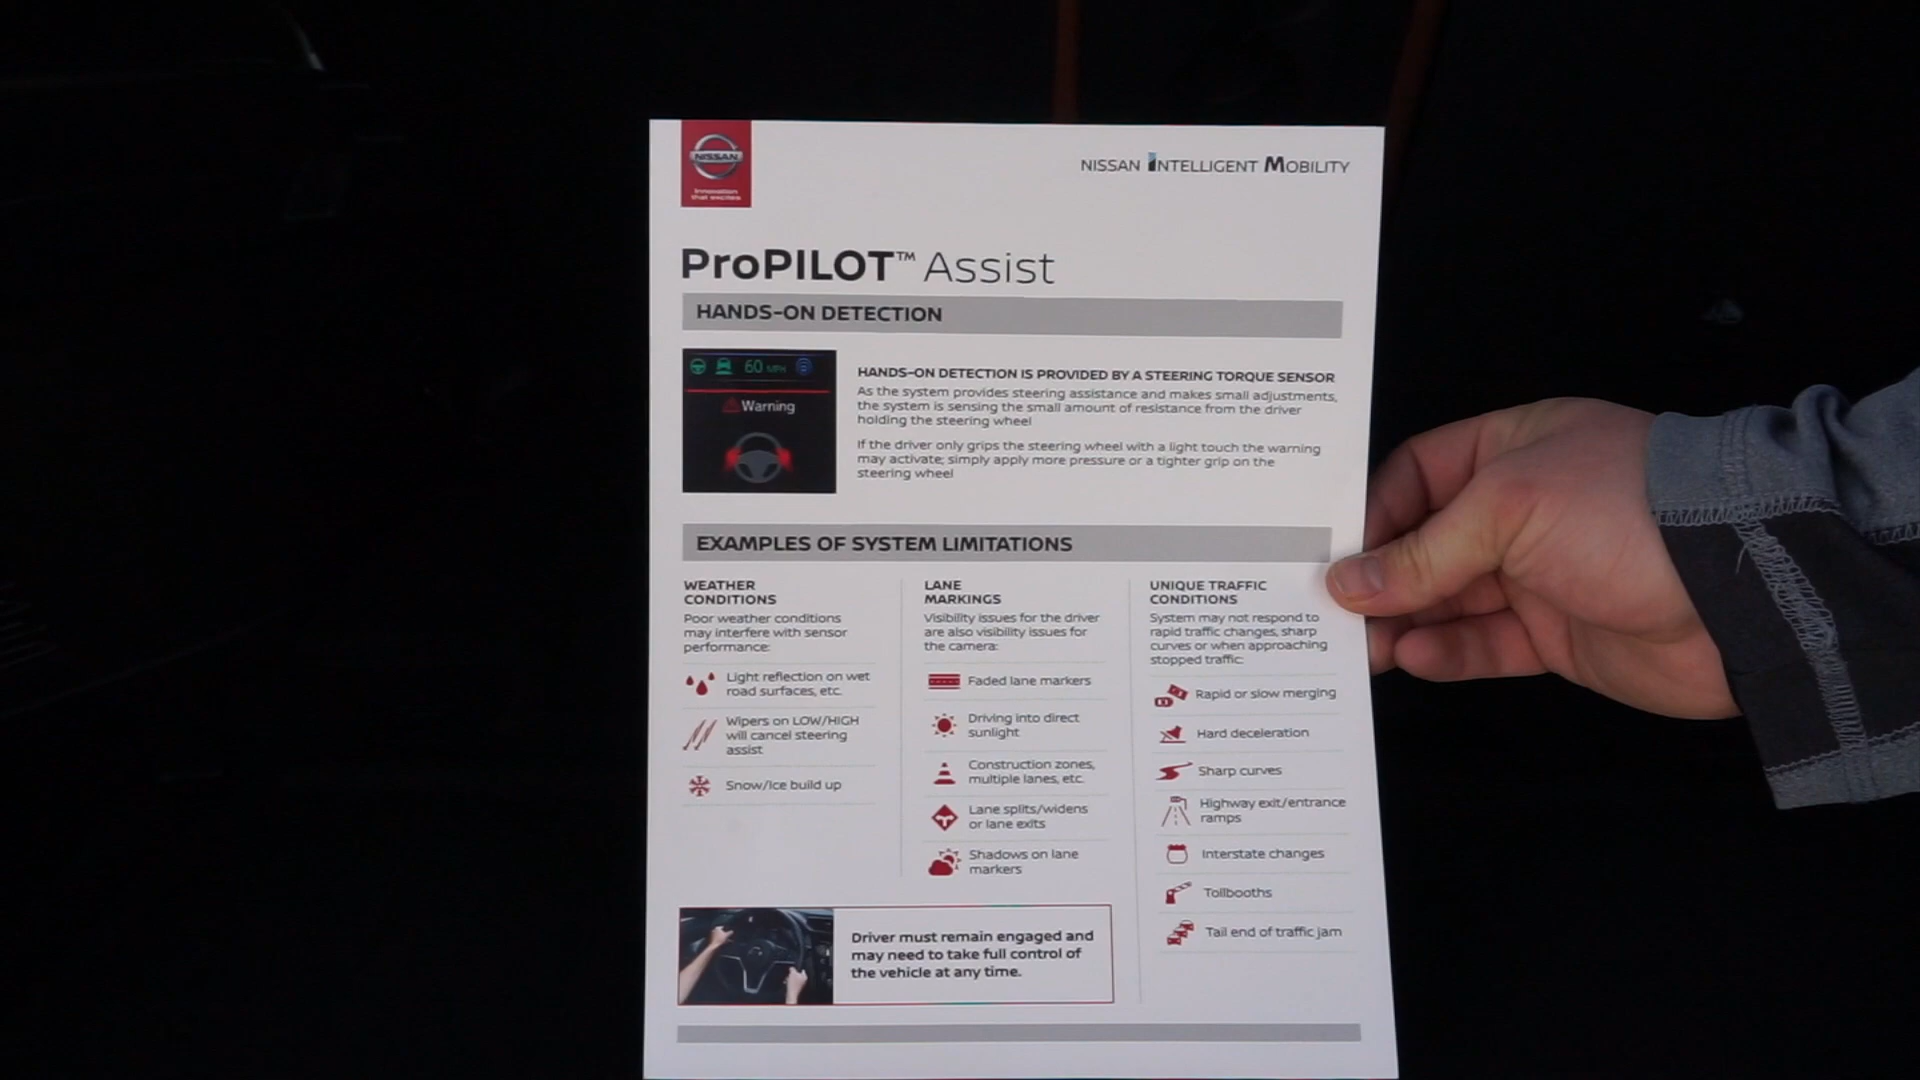 NISSAN
Innovation
that excites
NISSAN INTELLIGENT MOBILITY
ProPILOT™ Assist
HANDS-ON DETECTION
60 MPH
Warning
HANDS-ON DETECTION IS PROVIDED BY A STEERING TORQUE SENSOR
As the system provides steering assistance and makes small adjustments,
the system is sensing the small amount of resistance from the driver
holding the steering wheel
If the driver only grips the steering wheel with a light touch the warning
may activate; simply apply more pressure or a tighter grip on the
steering wheel
EXAMPLES OF SYSTEM LIMITATIONS
WEATHER
CONDITIONS
Poor weather conditions
may interfere with sensor
performance:
Light reflection on wet
road surfaces, etc.
Wipers on LOW/HIGH
will cancel steering
assist
Snow/Ice build up
LANE
MARKINGS
Visibility issues for the driver
are also visibility issues for
the camera:
Faded lane markers
Driving into direct
sunlight
Construction zones,
multiple lanes, etc.
Lane splits/widens
or lane exits
Shadows on lane
markers
UNIQUE TRAFFIC
CONDITIONS
System may not respond to
rapid traffic changes, sharp
curves or when approaching
stopped traffic:
Rapid or slow merging
Hard deceleration
Sharp curves
Highway exit/entrance
ramps
Interstate changes
Tollbooths
Tail end of traffic jam
Driver must remain engaged and
may need to take full control of
the vehicle at any time.